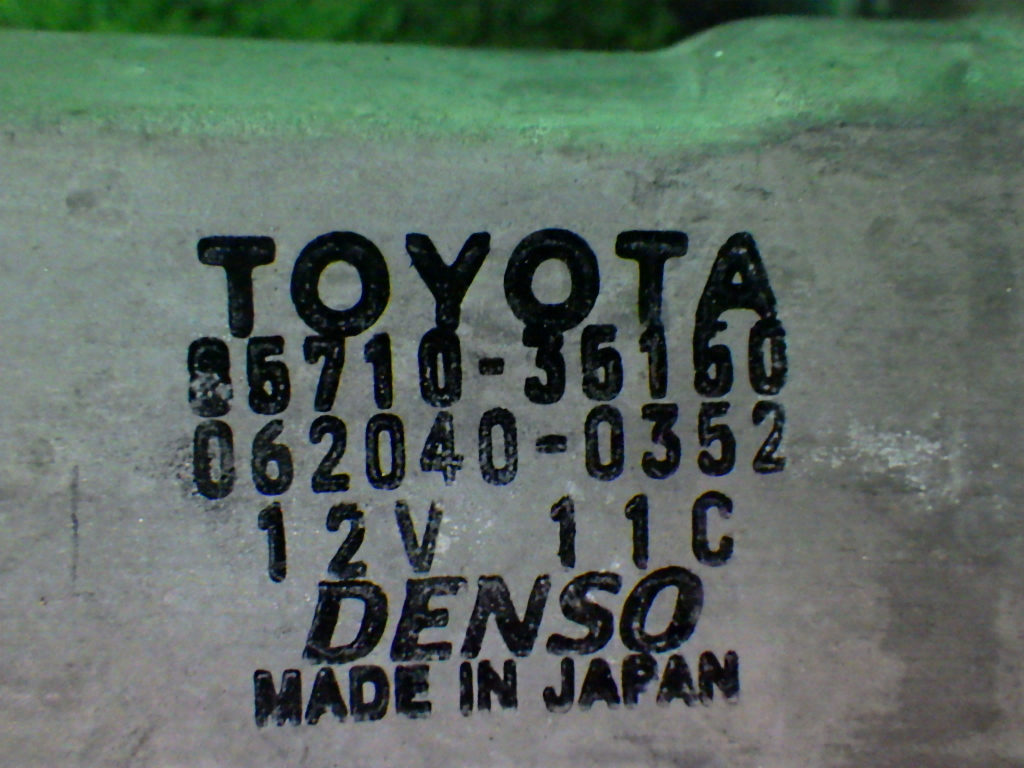 TOYOTA
85710-35160
062040-0352
12V 11C
DENSO
MADE IN JAPAN